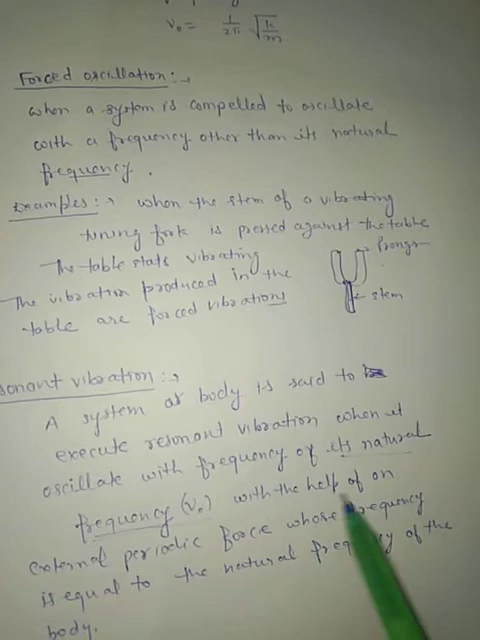 ν₀ = 1/2π √k/m
Forced oscillation :→
when a system is compelled to oscillate
with a frequency other than its natural
frequency.
Examples :→ when the stem of a vibrating
tuning fork is pressed against the table
The table stats vibrating
Prongs
The vibration produced in the
stem
table are forced vibrations
sonant vibration :→
A system or body is said to
execute resonant vibration when it
oscillate with frequency of its natural
frequency (ν₀) with the help of an
external periodic force whose frequency
is equal to the natural frequency of the
body.